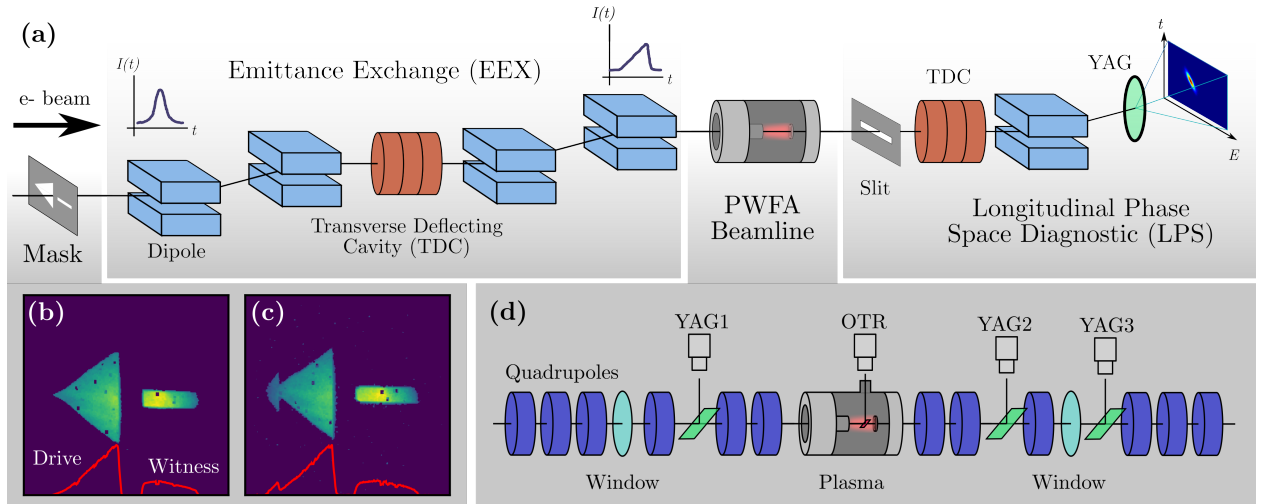 (a)
I(t)
t
Emittance Exchange (EEX)
I(t)
t
e- beam
Mask
Dipole
Transverse Deflecting
Cavity (TDC)
PWFA
Beamline
Slit
TDC
YAG
t
E
Longitudinal Phase
Space Diagnostic (LPS)
(b)
Drive
Witness
(c)
(d)
YAG1
OTR
YAG2
YAG3
Quadrupoles
Window
Plasma
Window